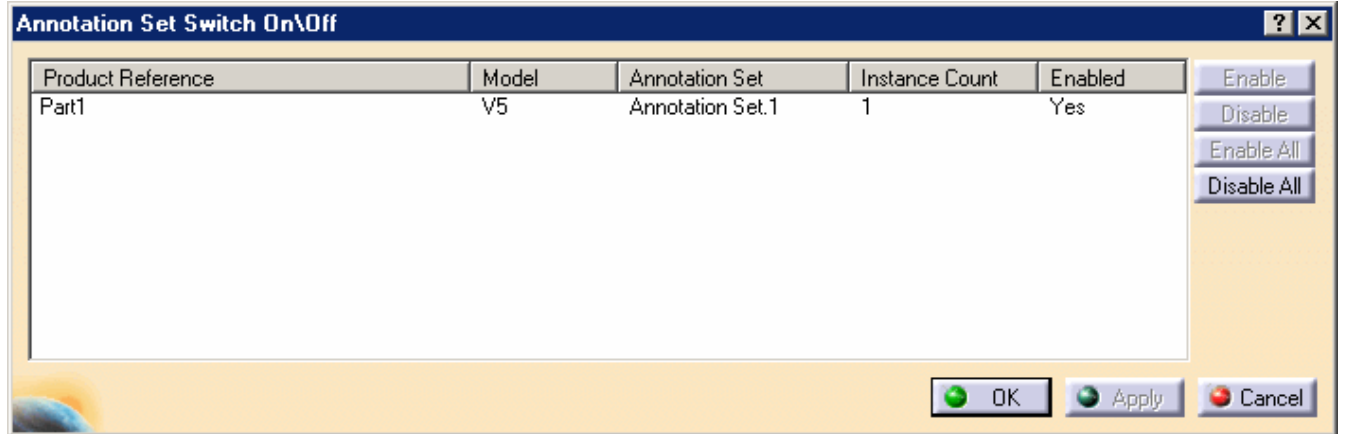 Annotation Set Switch On\Off
Product Reference Model Annotation Set Instance Count Enabled
Part1 V5 Annotation Set.1 1 Yes
Enable
Disable
Enable All
Disable All
OK Apply Cancel